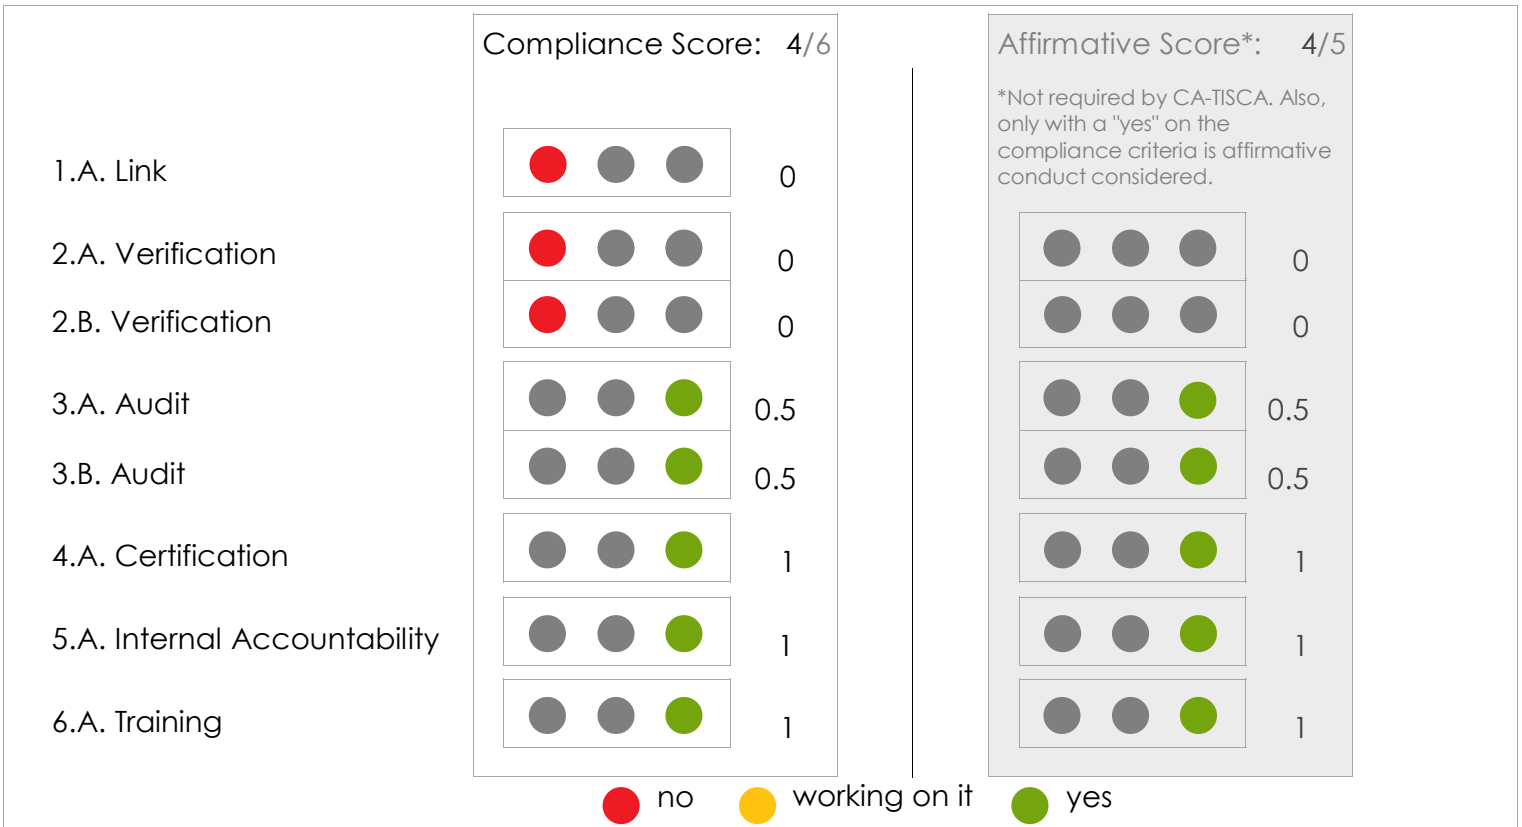 Compliance Score: 4/6
Affirmative Score*: 4/5
*Not required by CA-TISCA. Also,
only with a "yes" on the
compliance criteria is affirmative
conduct considered.
1.A. Link 0
2.A. Verification 0 0
2.B. Verification 0 0
3.A. Audit 0.5 0.5
3.B. Audit 0.5 0.5
4.A. Certification 1 1
5.A. Internal Accountability 1 1
6.A. Training 1 1
no working on it yes